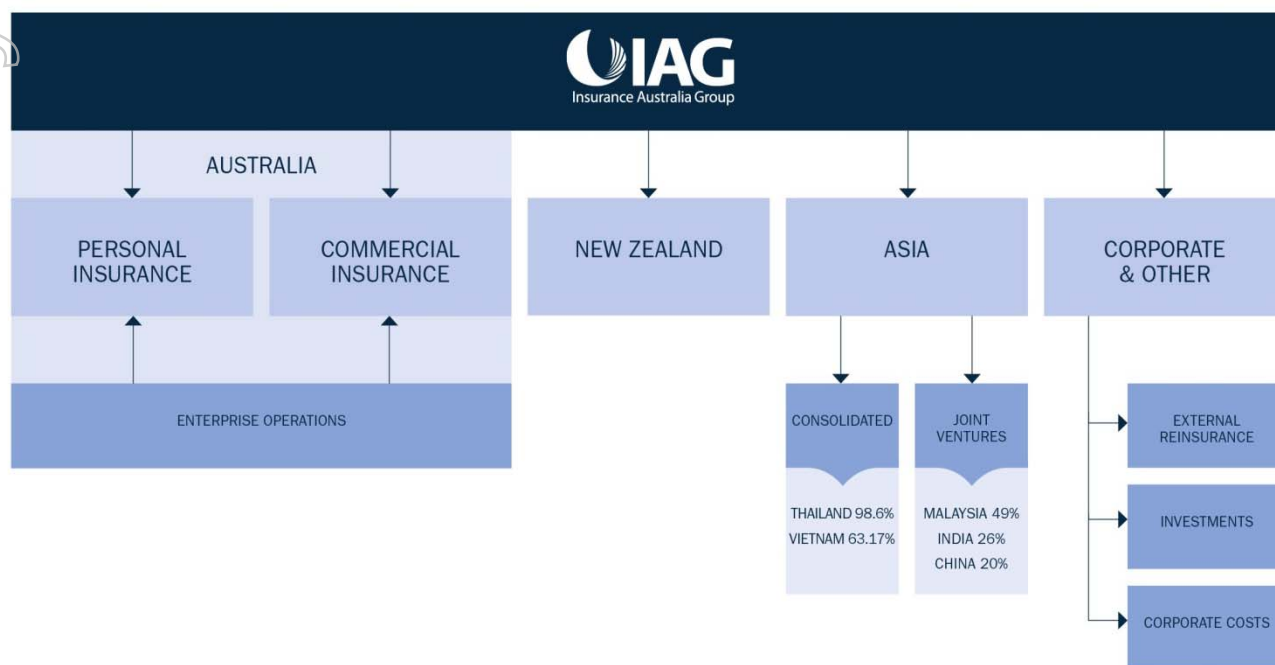 IAG
Insurance Australia Group
AUSTRALIA
PERSONAL
INSURANCE
COMMERCIAL
INSURANCE
NEW ZEALAND
ASIA
CORPORATE
& OTHER
ENTERPRISE OPERATIONS
CONSOLIDATED
THAILAND 98.6%
VIETNAM 63.17%
JOINT
VENTURES
MALAYSIA 49%
INDIA 26%
CHINA 20%
EXTERNAL
REINSURANCE
INVESTMENTS
CORPORATE COSTS